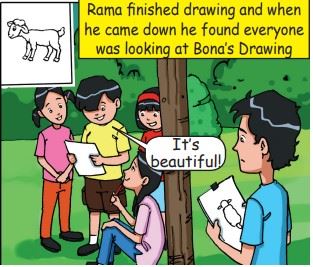 Rama finished drawing and when
he came down he found everyone
was looking at Bona's Drawing
It's
beautiful!